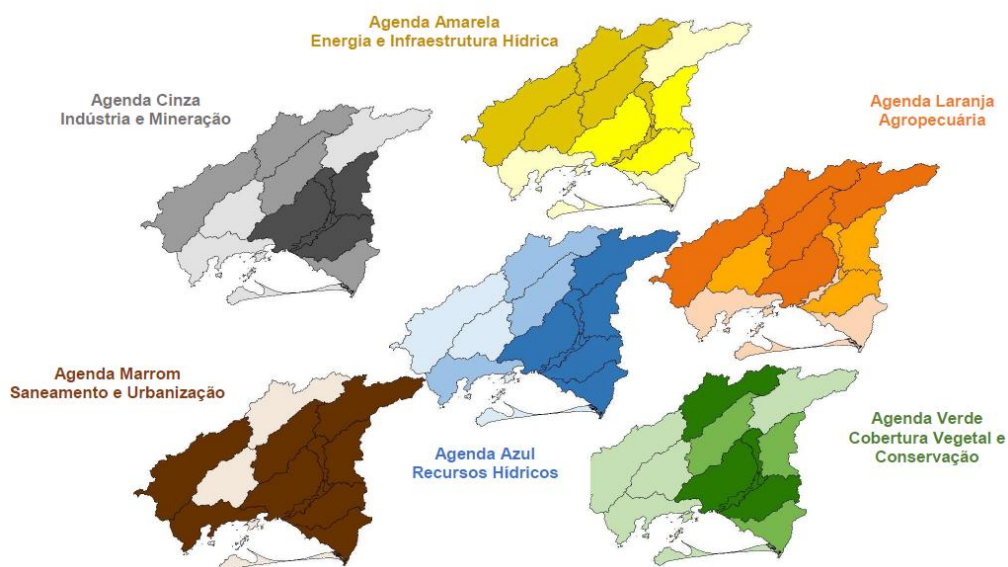 Agenda Amarela
Energia e Infraestrutura Hídrica
Agenda Cinza
Indústria e Mineração
Agenda Laranja
Agropecuária
Agenda Marrom
Saneamento e Urbanização
Agenda Azul
Recursos Hídricos
Agenda Verde
Cobertura Vegetal e
Conservação